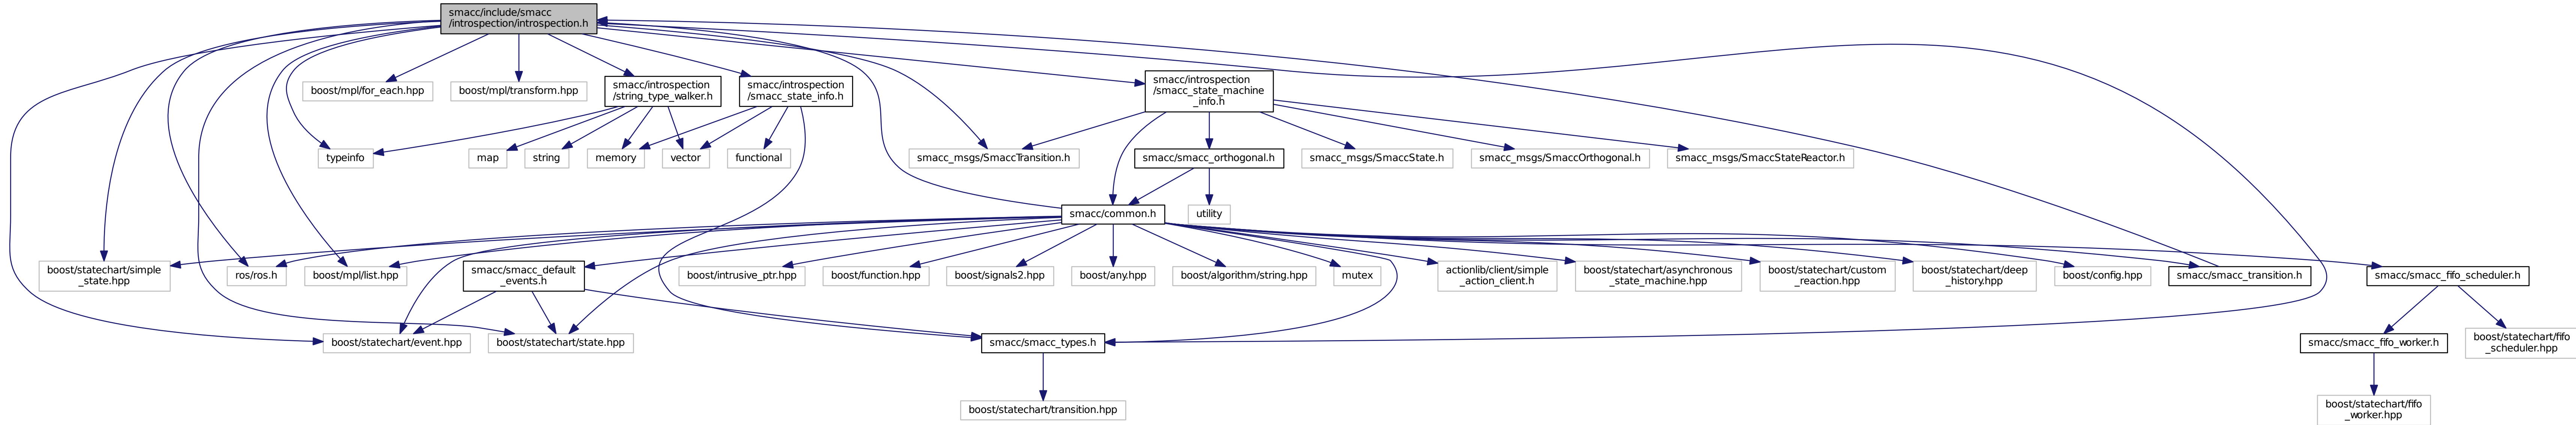 smacc/include/smacc
/introspection/introspection.h
boost/mpl/for_each.hpp
boost/mpl/transform.hpp
smacc/introspection
/string_type_walker.h
smacc/introspection
/smacc_state_info.h
smacc/introspection
/smacc_state_machine
_info.h
typeinfo
map
string
memory
vector
functional
smacc_msgs/SmaccTransition.h
smacc/smacc_orthogonal.h
smacc_msgs/SmaccState.h
smacc_msgs/SmaccOrthogonal.h
smacc_msgs/SmaccStateReactor.h
smacc/common.h
utility
boost/statechart/simple
_state.hpp
ros/ros.h
boost/mpl/list.hpp
smacc/smacc_default
_events.h
boost/intrusive_ptr.hpp
boost/function.hpp
boost/signals2.hpp
boost/any.hpp
boost/algorithm/string.hpp
mutex
actionlib/client/simple
_action_client.h
boost/statechart/asynchronous
_state_machine.hpp
boost/statechart/custom
_reaction.hpp
boost/statechart/deep
_history.hpp
boost/config.hpp
smacc/smacc_transition.h
smacc/smacc_fifo_scheduler.h
boost/statechart/event.hpp
boost/statechart/state.hpp
smacc/smacc_types.h
smacc/smacc_fifo_worker.h
boost/statechart/fifo
_scheduler.hpp
boost/statechart/transition.hpp
boost/statechart/fifo
_worker.hpp